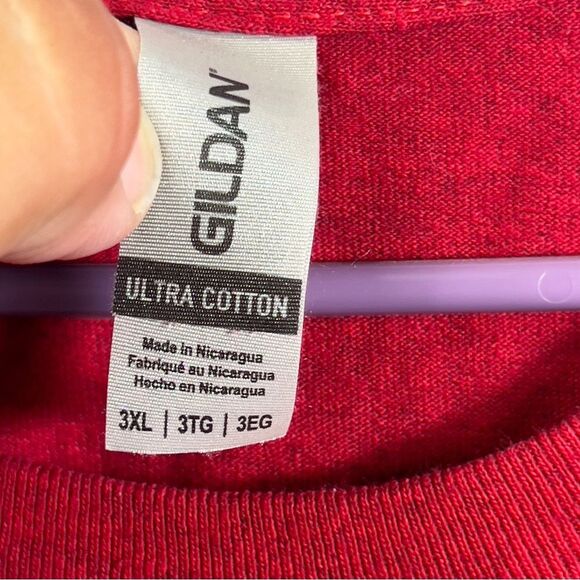 GILDAN
ULTRA COTTON
Made in Nicaragua
Fabriqué au Nicaragua
Hecho en Nicaragua
3XL | 3TG | 3EG